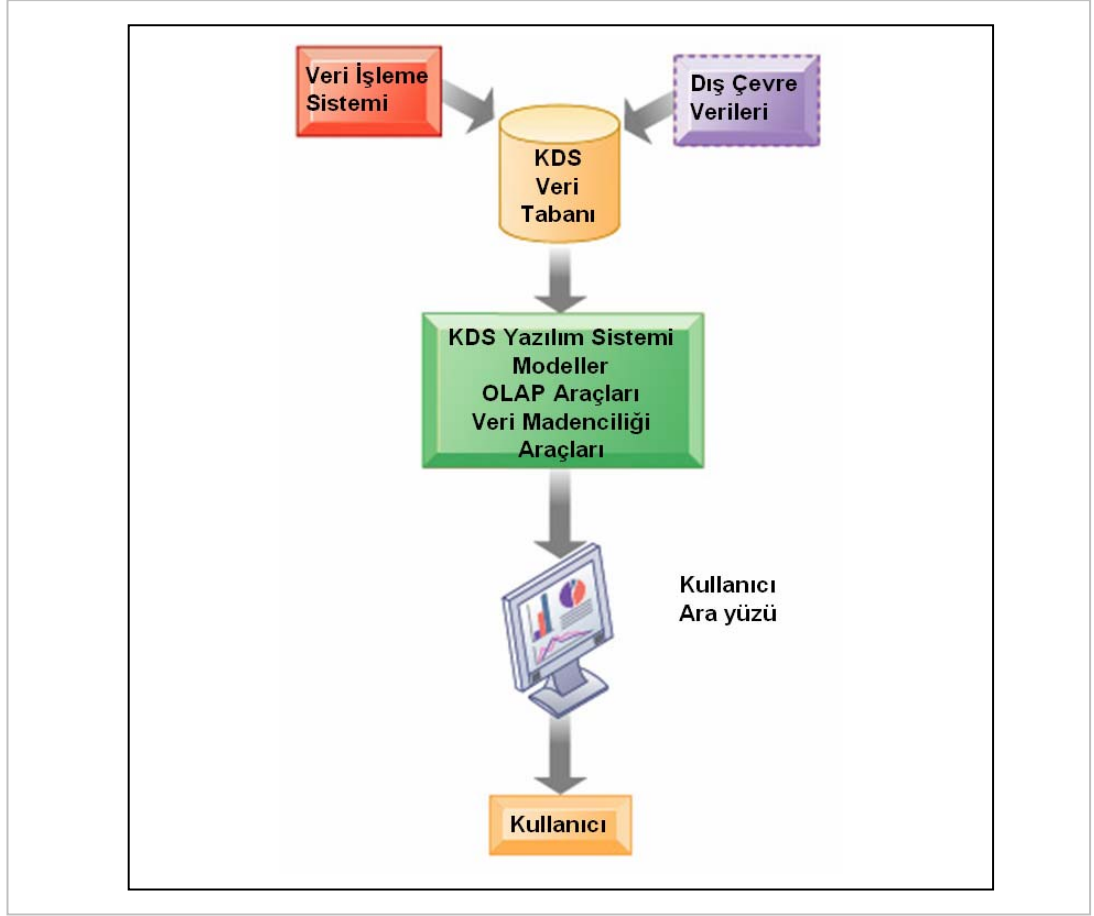 Veri İşleme
Sistemi
Dış Çevre
Verileri
KDS
Veri
Tabanı
KDS Yazılım Sistemi
Modeller
OLAP Araçları
Veri Madenciliği
Araçları
Kullanıcı
Ara yüzü
Kullanıcı